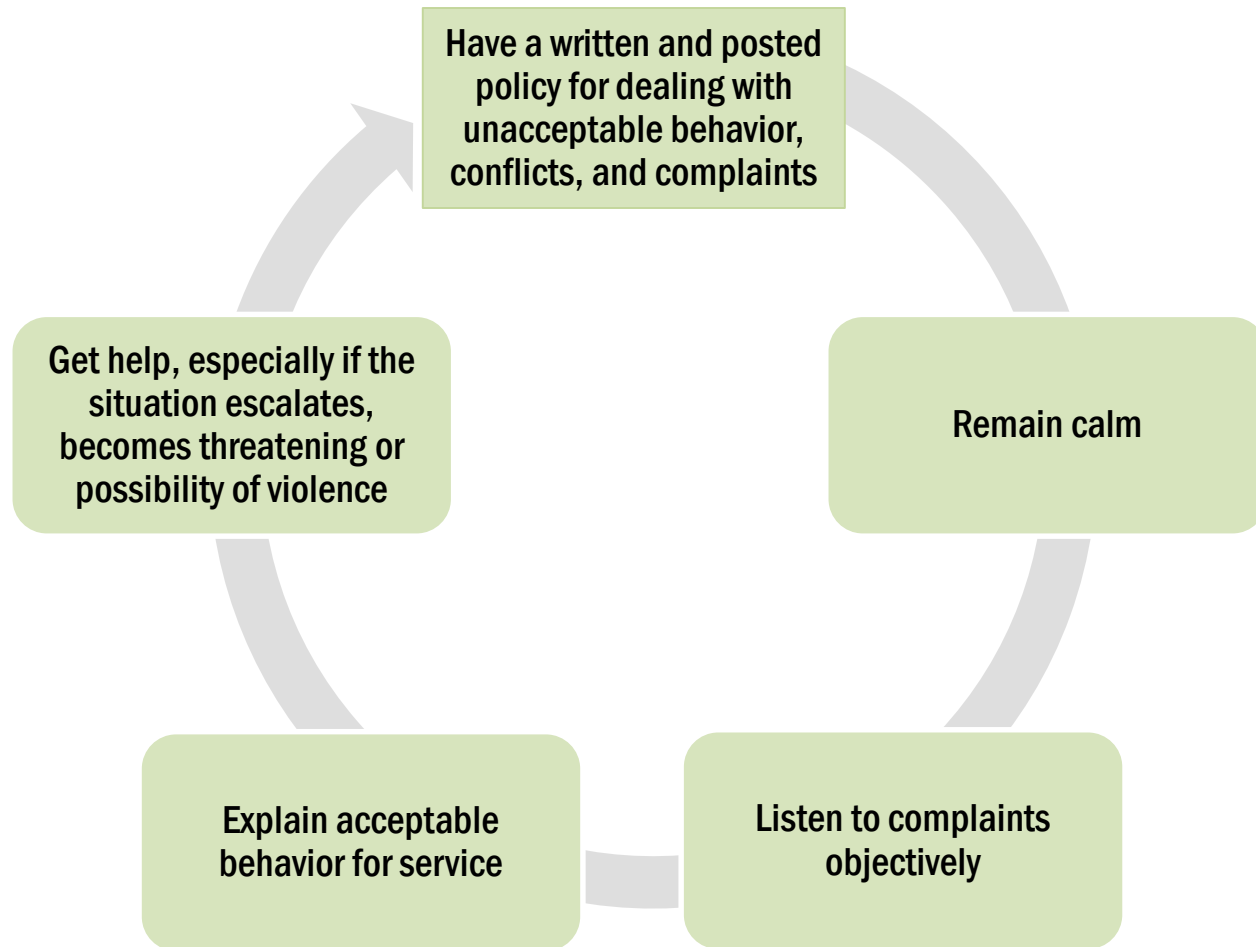 Have a written and posted
policy for dealing with
unacceptable behavior,
conflicts, and complaints
Remain calm
Listen to complaints
objectively
Explain acceptable
behavior for service
Get help, especially if the
situation escalates,
becomes threatening or
possibility of violence